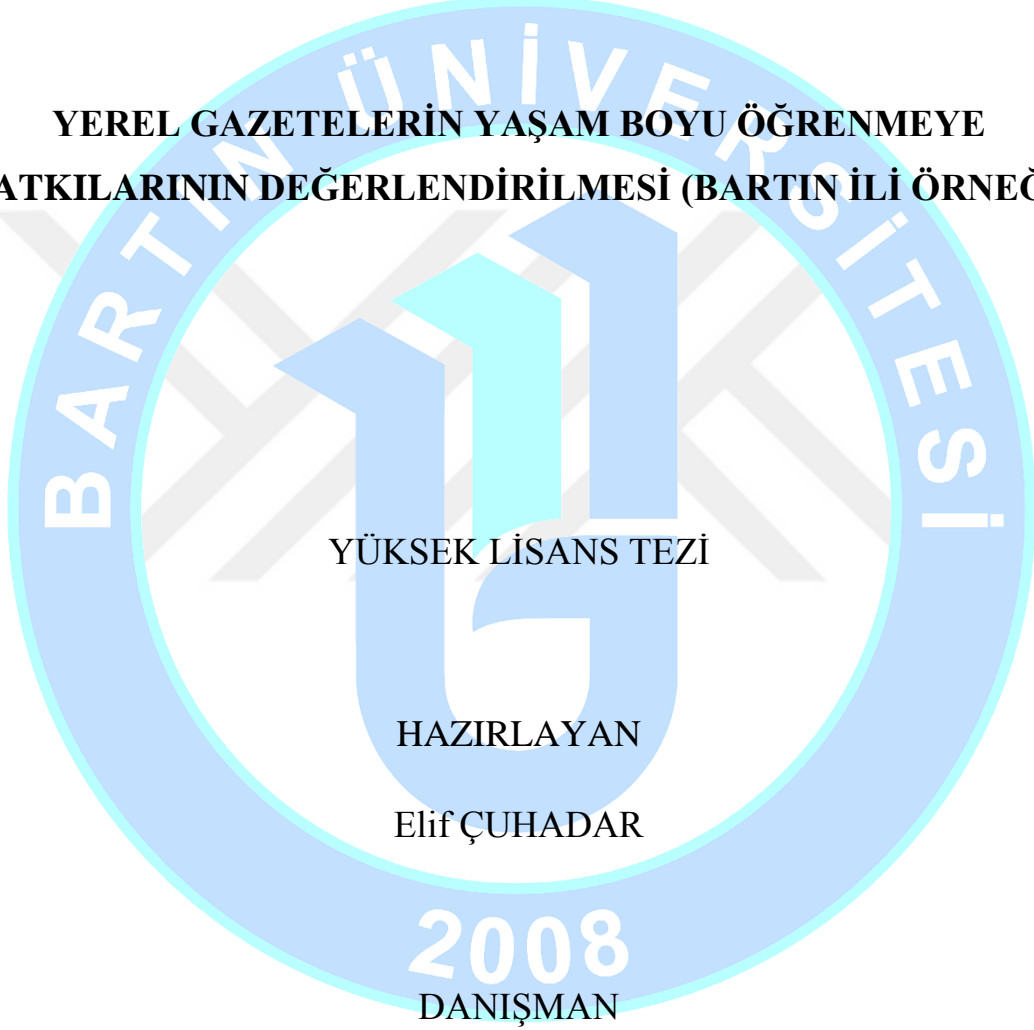 BARTIN ÜNİVERSİTESİ
YEREL GAZETELERİN YAŞAM BOYU ÖĞRENMEYE
ATKILARININ DEĞERLENDİRİLMESİ (BARTIN İLİ ÖRNEĞ
YÜKSEK LİSANS TEZİ
HAZIRLAYAN
Elif ÇUHADAR
2008
DANIŞMAN